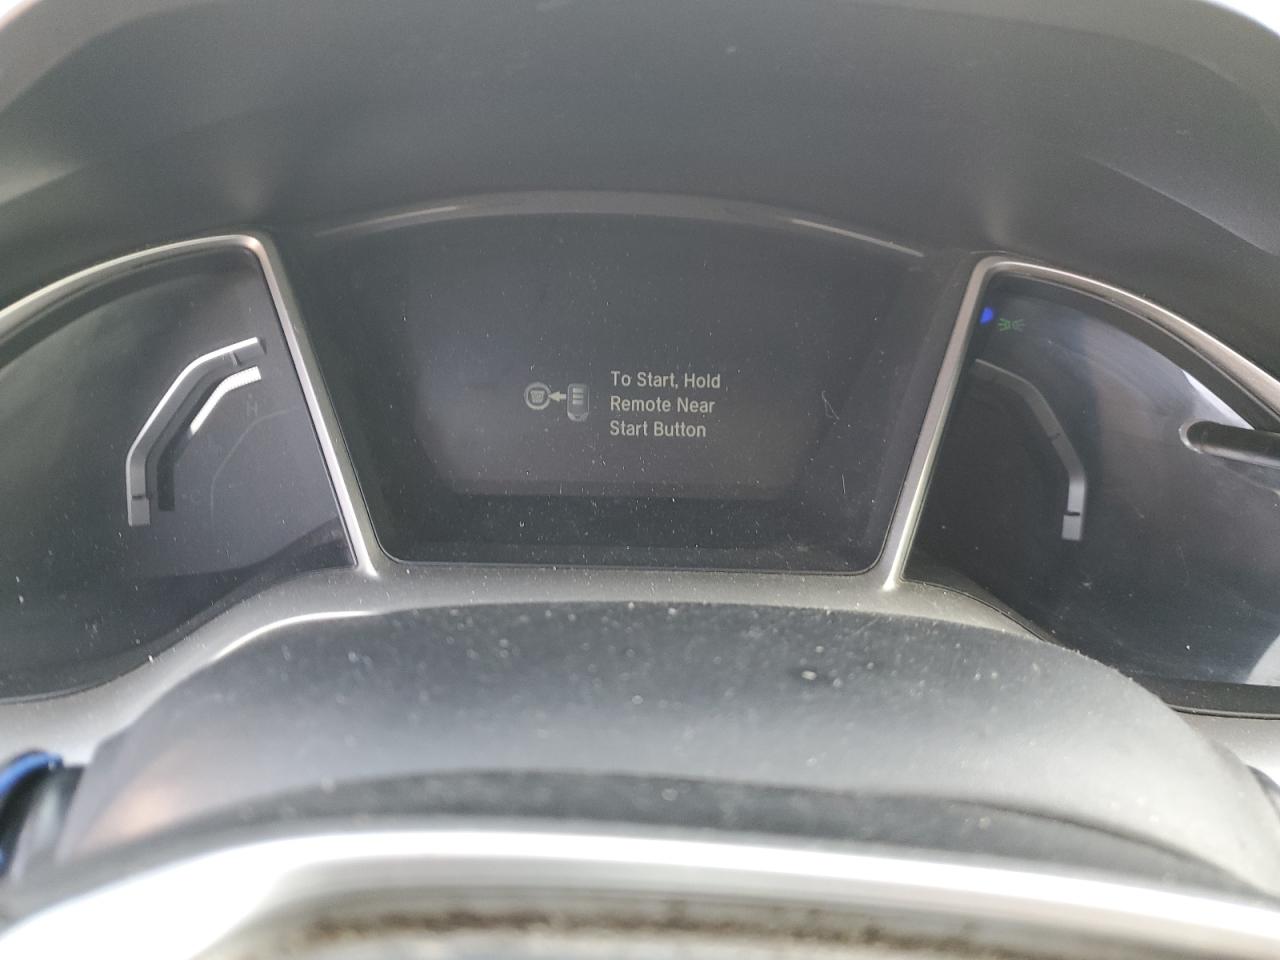 To Start, Hold
Remote Near
Start Button
H
C